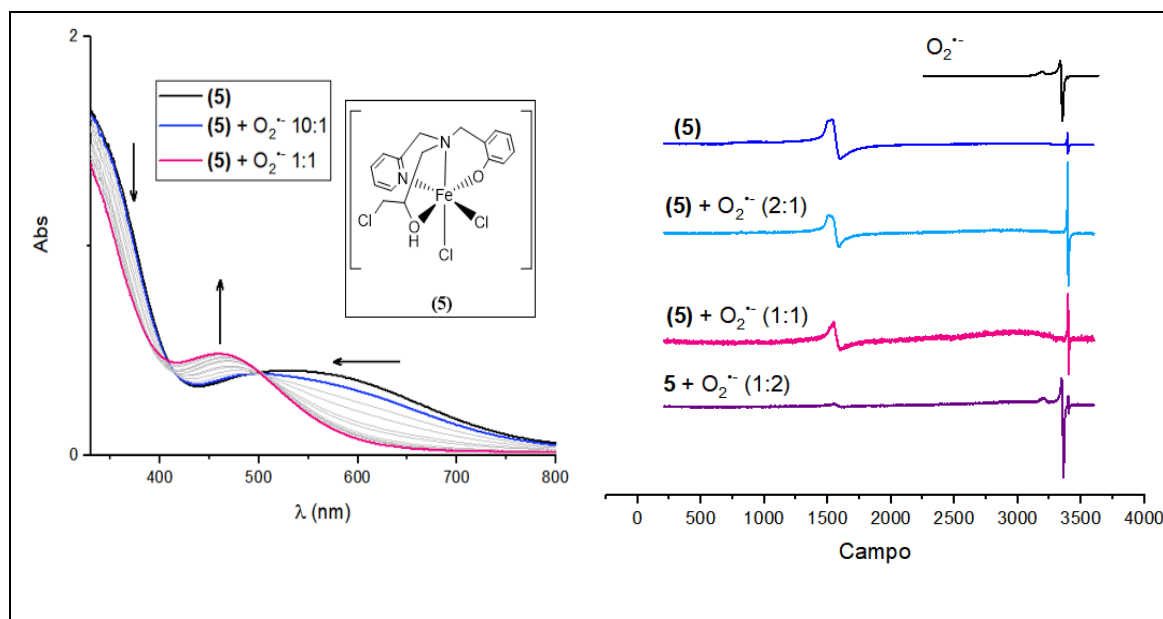 2
Abs
0
400
500
600
700
800
λ (nm)
(5)
(5) + O₂•⁻ 10:1
(5) + O₂•⁻ 1:1
N
N
O
Fe
Cl
Cl
O
H
Cl
(5)
O₂•⁻
(5)
(5) + O₂•⁻ (2:1)
(5) + O₂•⁻ (1:1)
5 + O₂•⁻ (1:2)
0
500
1000
1500
2000
2500
3000
3500
4000
Campo